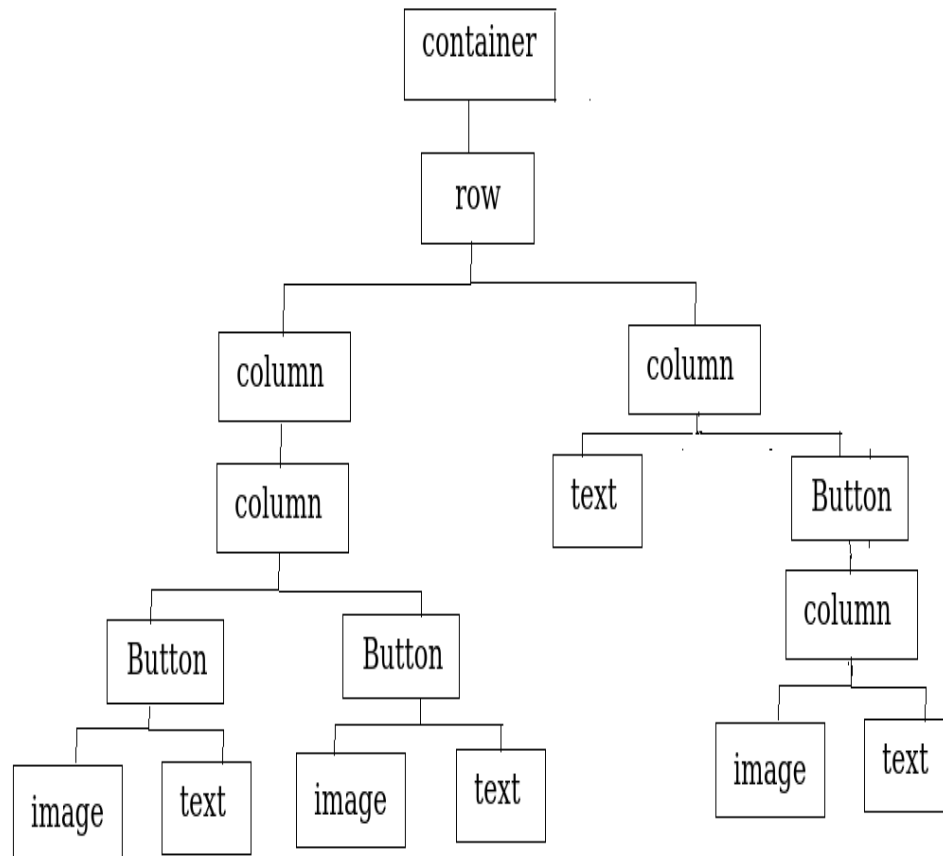 container
row
column
column
column
text
Button
column
Button
Button
image
text
image
text
image
text